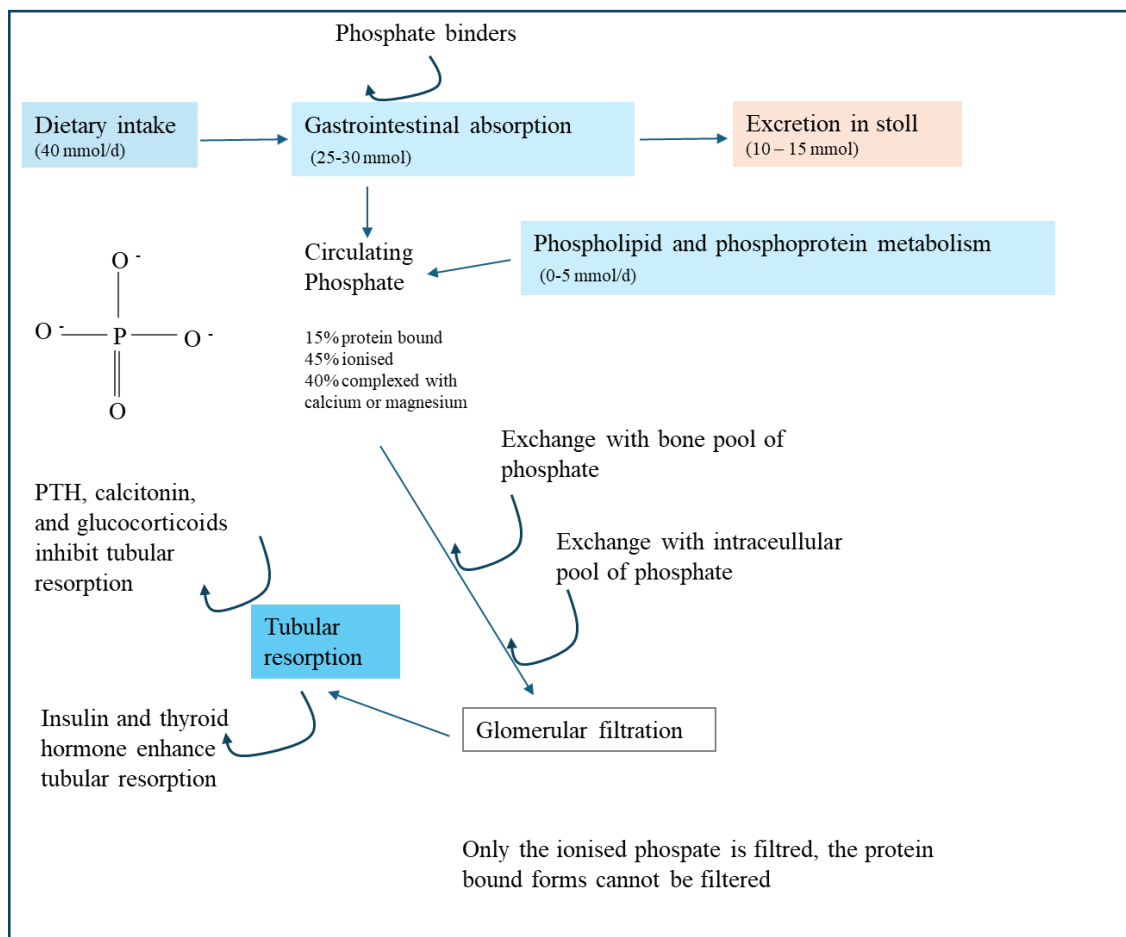 Phosphate binders
Dietary intake
(40 mmol/d)
Gastrointestinal absorption
(25-30 mmol)
Excretion in stoll
(10 – 15 mmol)
Circulating
Phosphate
Phospholipid and phosphoprotein metabolism
(0-5 mmol/d)
O -
O - P O -
O
15% protein bound
45% ionised
40% complexed with
calcium or magnesium
Exchange with bone pool of
phosphate
PTH, calcitonin,
and glucocorticoids
inhibit tubular
resorption
Exchange with intraceullular
pool of phosphate
Tubular
resorption
Insulin and thyroid
hormone enhance
tubular resorption
Glomerular filtration
Only the ionised phospate is filtred, the protein
bound forms cannot be filtered